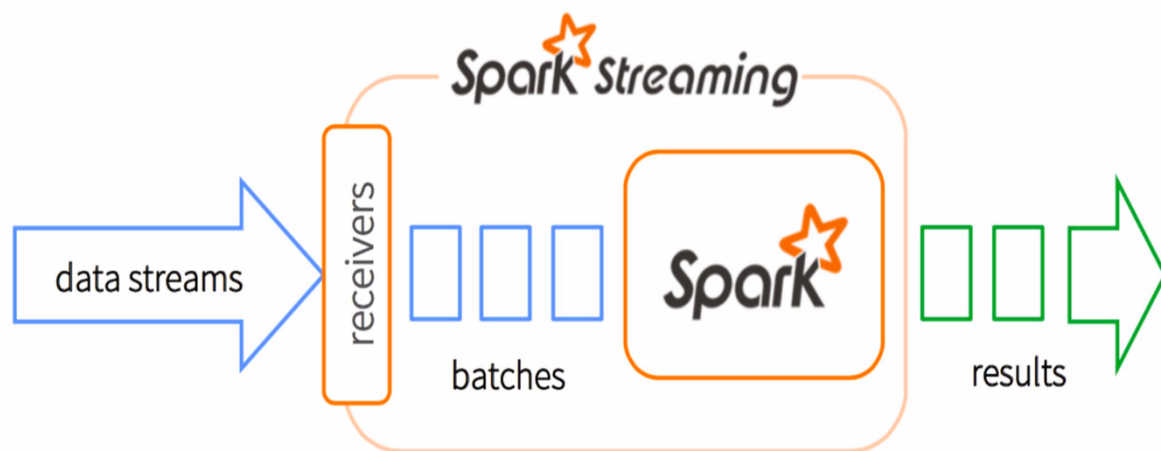 Spark Streaming
receivers
data streams
batches
Spark
results